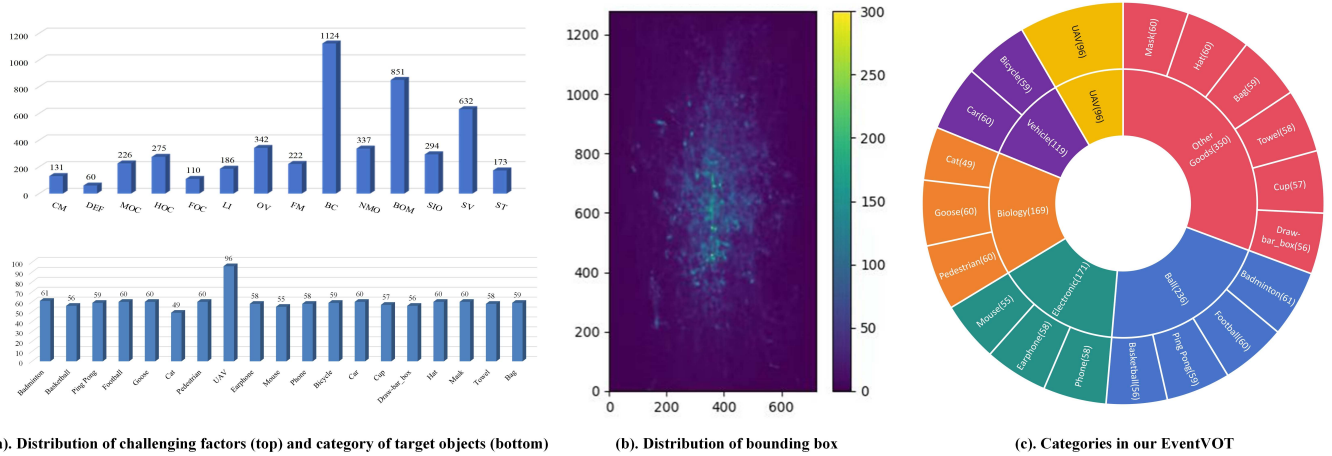 1200
1000
800
600
400
200
0
131
60
226
275
110
186
342
222
1124
337
851
294
632
173
CM
DEF
MOC
HOC
FOC
LI
OV
FM
BC
NMO
BOM
SIO
SV
ST
100
90
80
70
60
50
40
30
20
10
0
61
56
59
60
60
49
60
96
58
55
58
59
60
57
56
60
60
58
59
Badminton
Basketball
Ping Pong
Football
Goose
Cat
Pedestrian
UAV
Earphone
Mouse
Phone
Bicycle
Car
Cup
Draw-bar_box
Hat
Mask
Towel
Bag
). Distribution of challenging factors (top) and category of target objects (bottom)
1200
1000
800
600
400
200
0
0
200
400
600
300
250
200
150
100
50
0
(b). Distribution of bounding box
UAV(96)
Mask(60)
Hat(60)
Bag(59)
Towel(58)
Cup(57)
Draw-
bar_box(56)
Badminton(61)
Football(60)
Ping Pong(59)
Basketball(56)
Phone(58)
Earphone(58)
Mouse(55)
Pedestrian(60)
Goose(60)
Cat(49)
Car(60)
Bicycle(59)
UAV(96)
Other
Goods(350)
Ball(236)
Electronic(171)
Biology(169)
Vehicle(119)
(c). Categories in our EventVOT